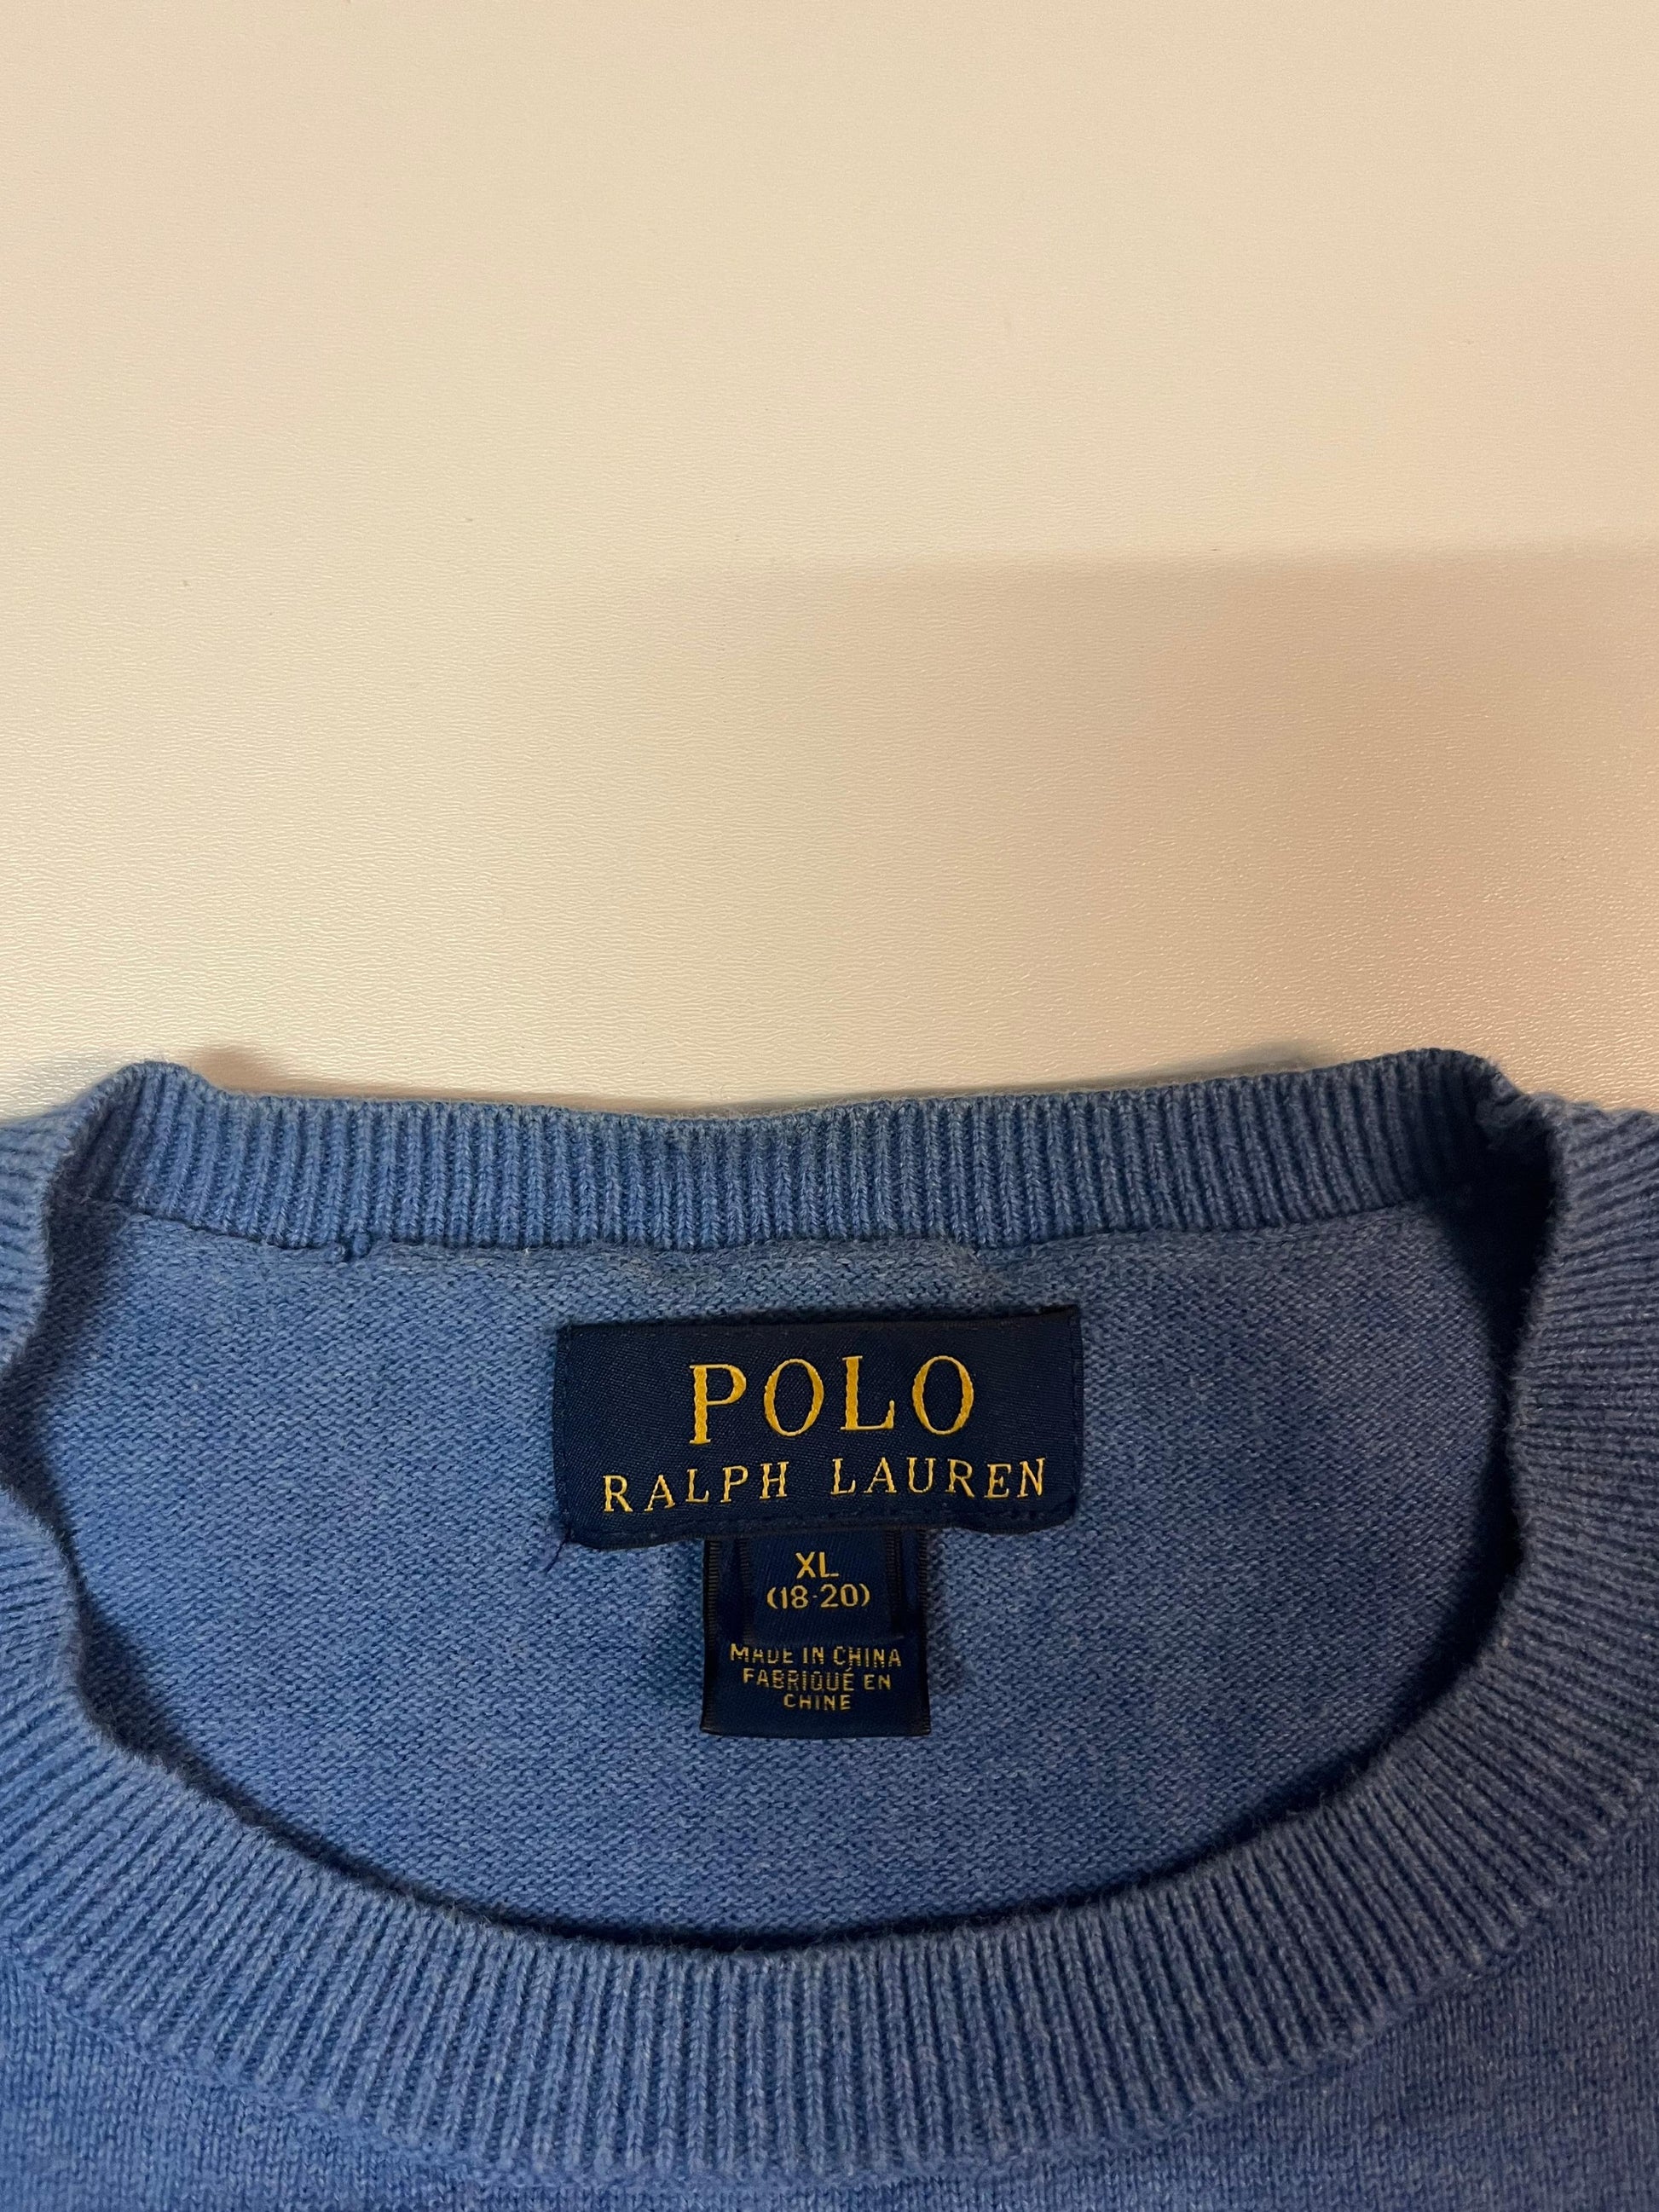 POLO
RALPH LAUREN
XL
(18-20)
MADE IN CHINA
FABRIQUÉ EN
CHINE